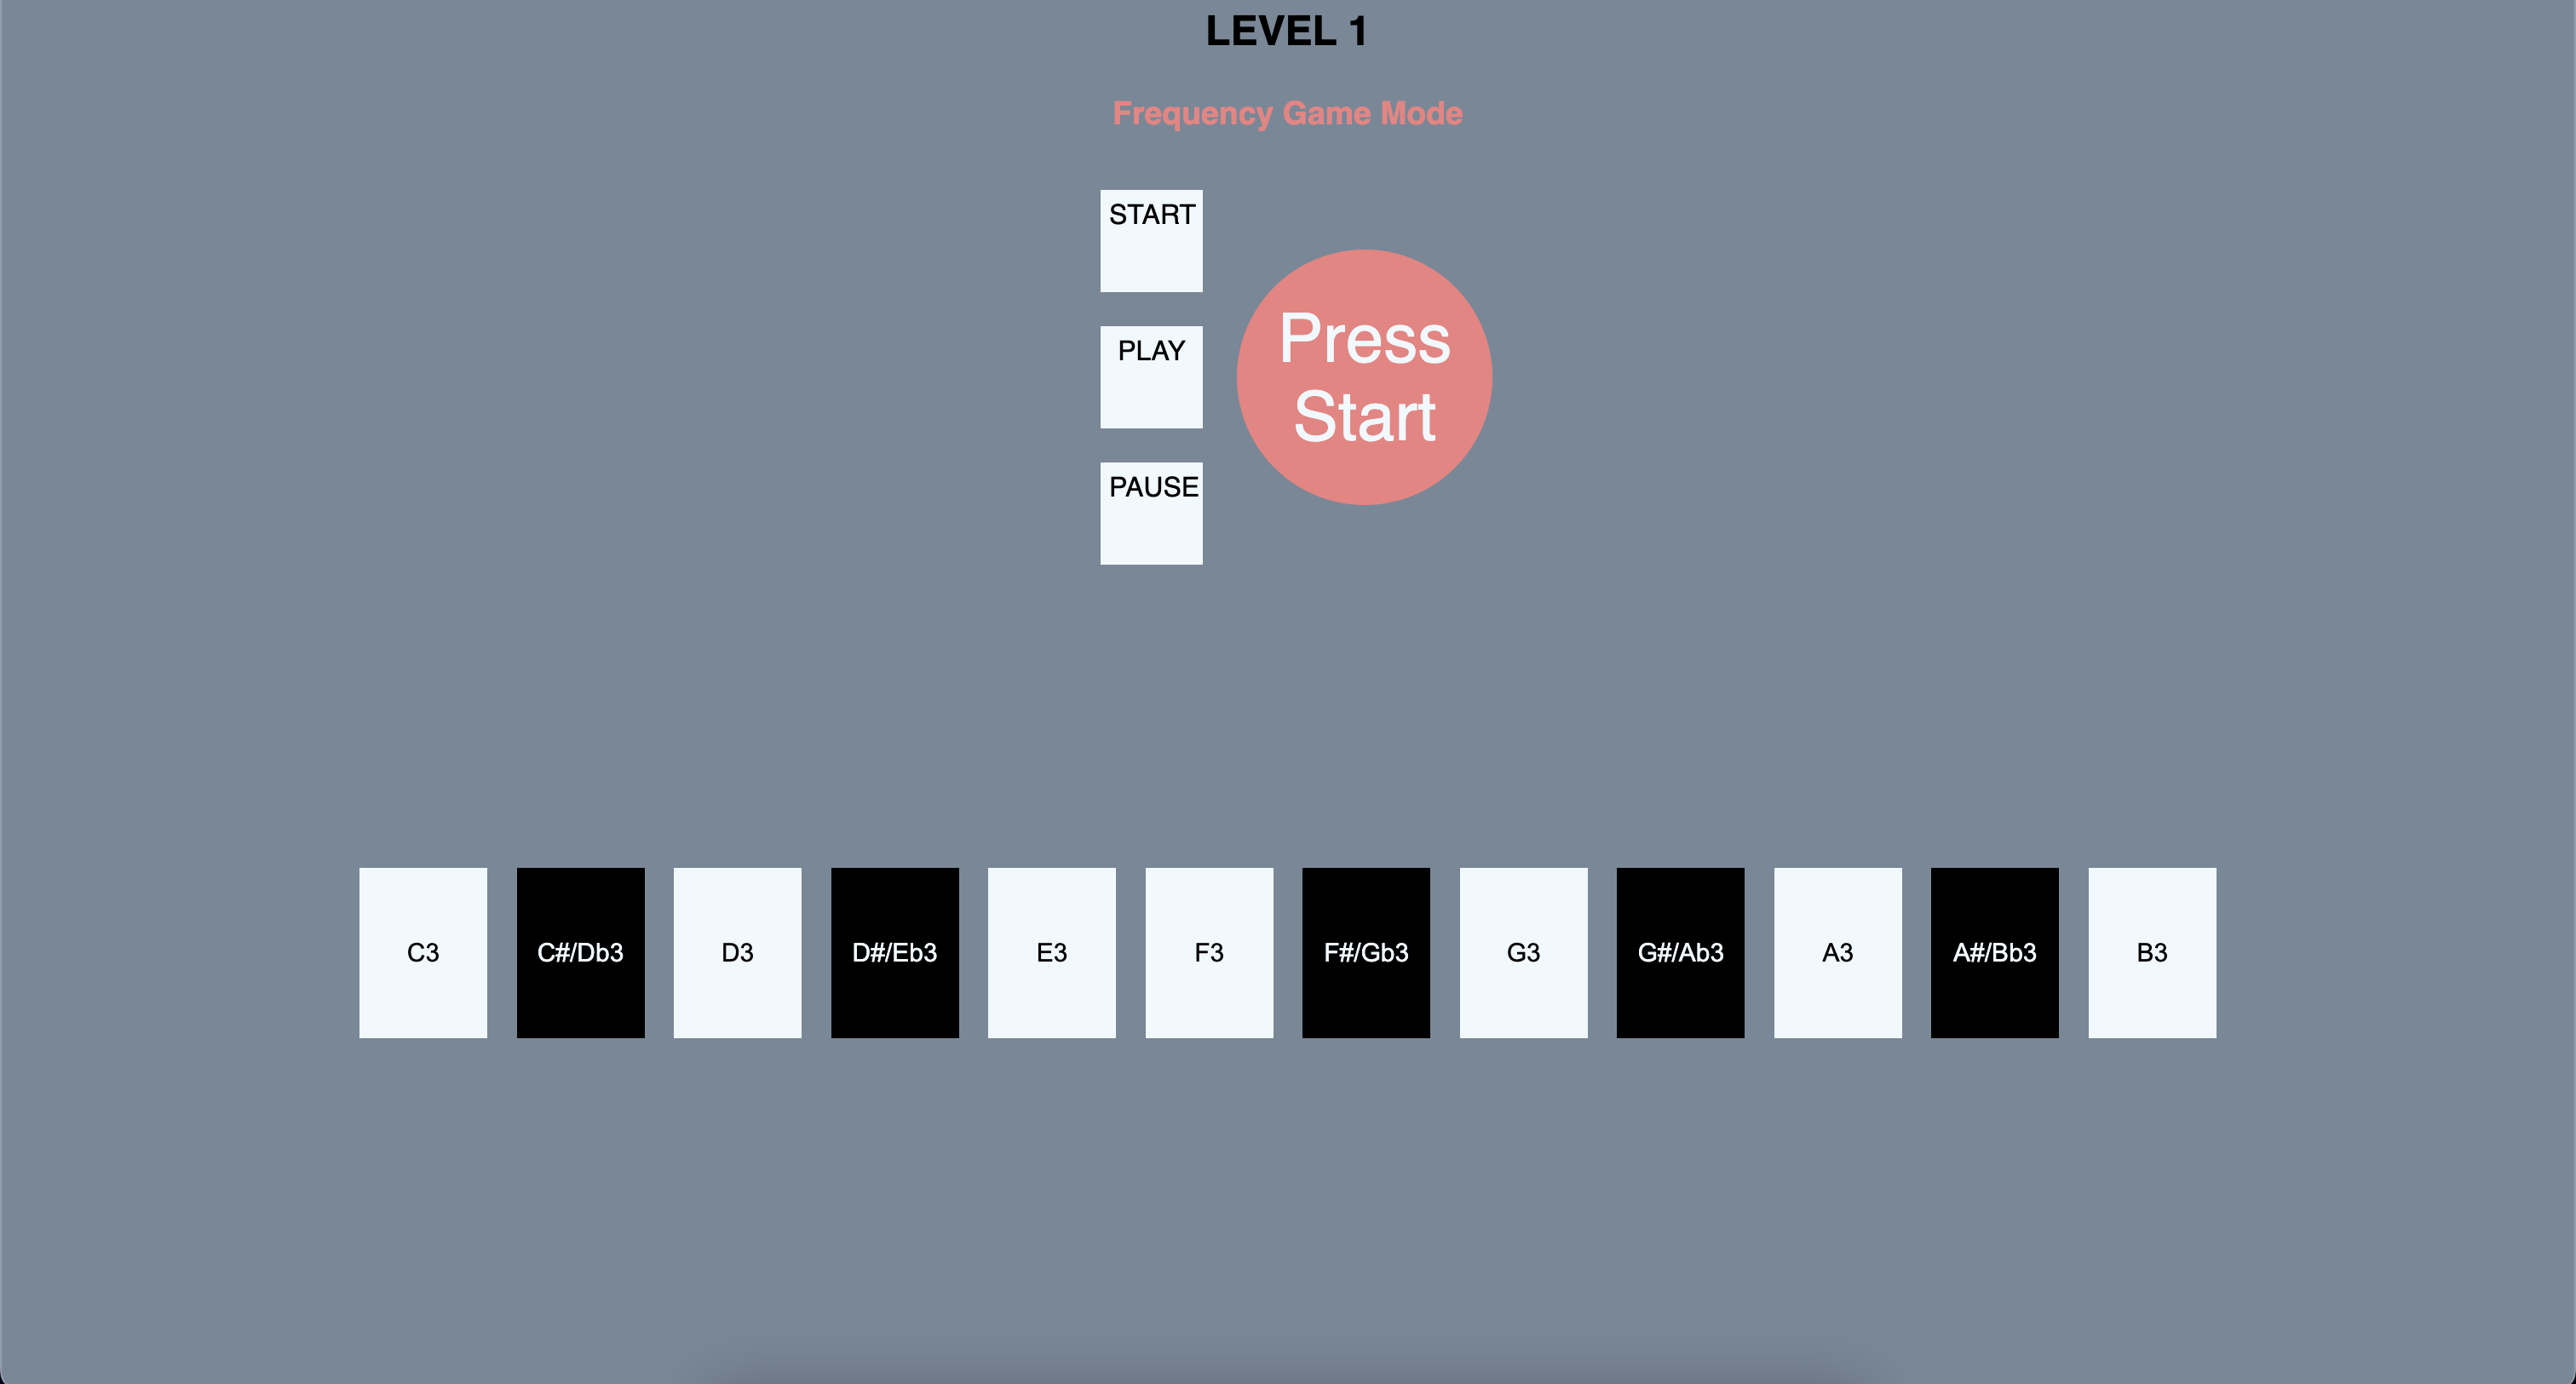 LEVEL 1
Frequency Game Mode
START
PLAY
PAUSE
Press
Start
C3
C#/Db3
D3
D#/Eb3
E3
F3
F#/Gb3
G3
G#/Ab3
A3
A#/Bb3
B3